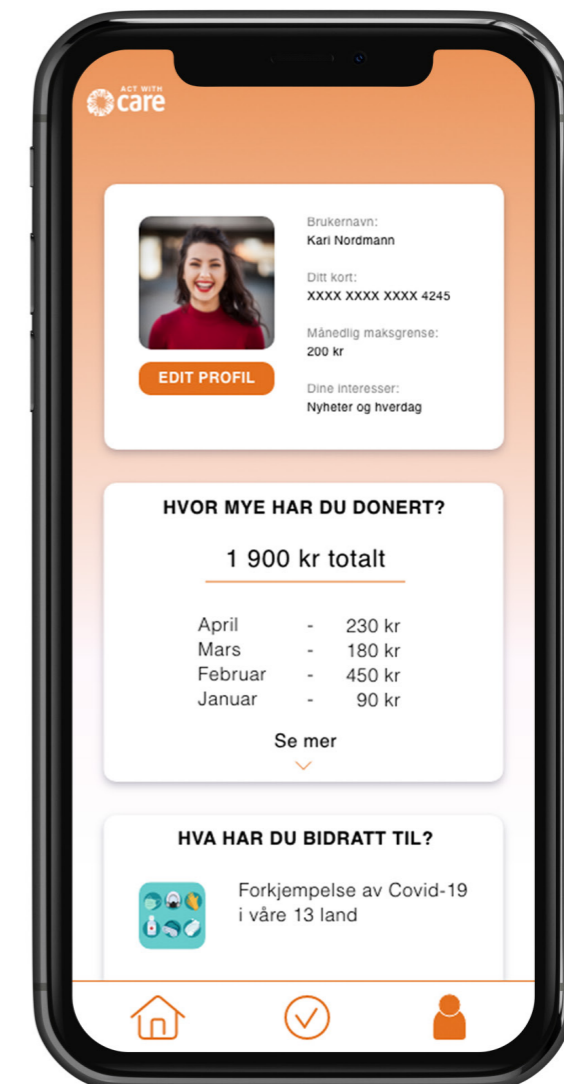 ACT WITH
care
Brukernavn:
Kari Nordmann
Ditt kort:
XXXX XXXX XXXX 4245
Månedlig maksgrense:
200 kr
EDIT PROFIL
Dine interesser:
Nyheter og hverdag
HVOR MYE HAR DU DONERT?
1 900 kr totalt
April - 230 kr
Mars - 180 kr
Februar - 450 kr
Januar - 90 kr
Se mer
HVA HAR DU BIDRATT TIL?
Forkjempelse av Covid-19
i våre 13 land